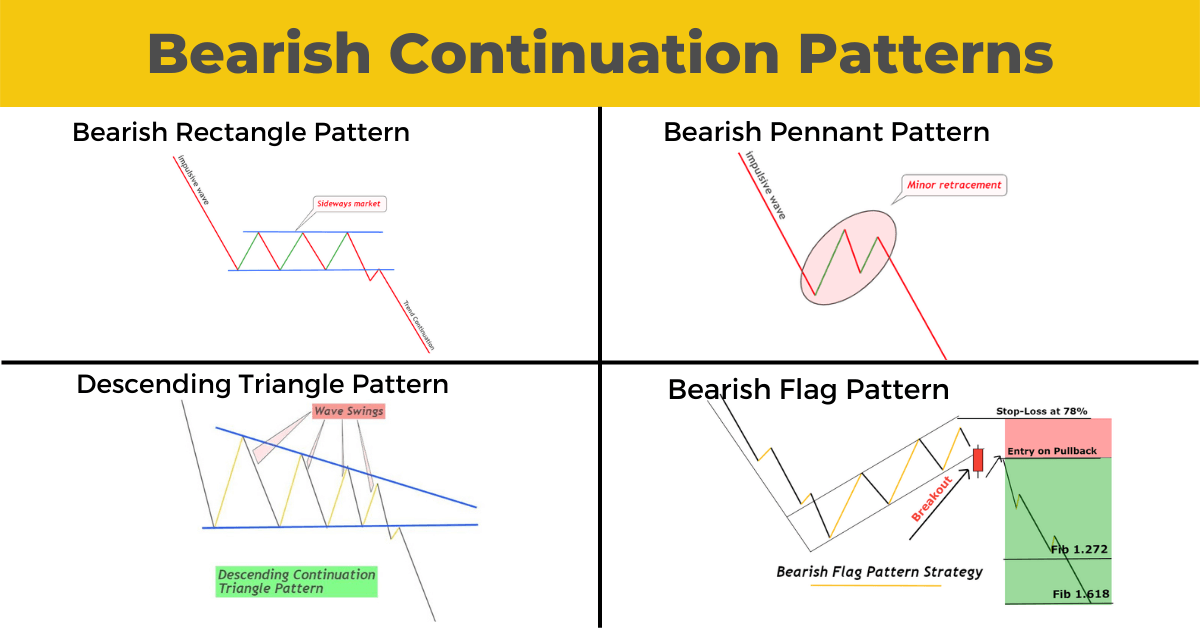 Bearish Continuation Patterns
Bearish Rectangle Pattern
impulsive wave
Sideways market
Trend Continuation
Bearish Pennant Pattern
impulsive wave
Minor retracement
Descending Triangle Pattern
Wave Swings
Descending Continuation
Triangle Pattern
Bearish Flag Pattern
Stop-Loss at 78%
Entry on Pullback
Breakout
Fib 1.272
Bearish Flag Pattern Strategy
Fib 1.618